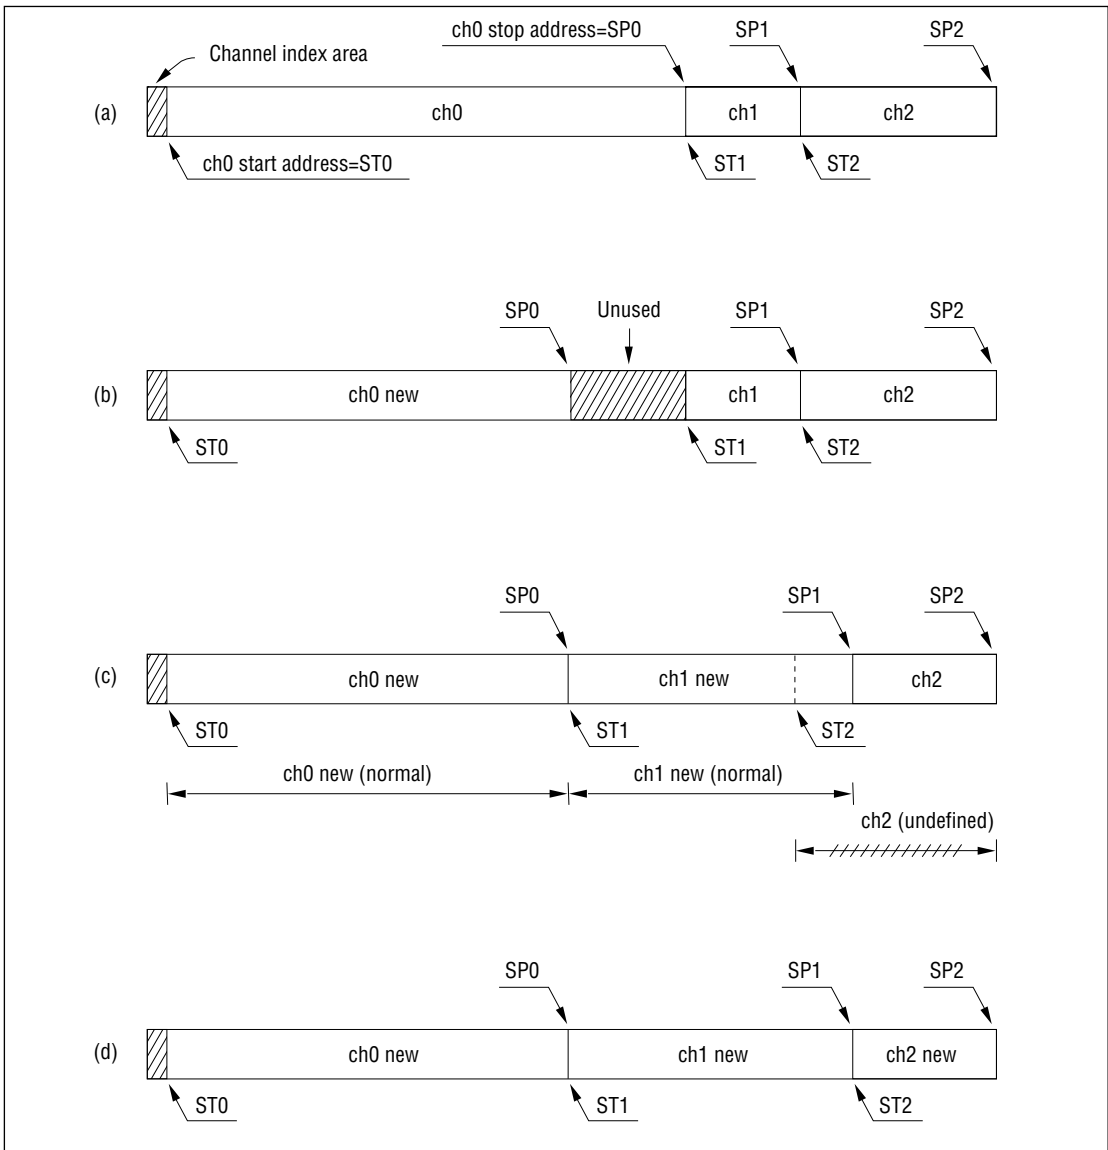 ch0 stop address=SP0
SP1
SP2
Channel index area
(a)
ch0
ch1
ch2
ch0 start address=ST0
ST1
ST2
SP0
Unused
SP1
SP2
(b)
ch0 new
ch1
ch2
ST0
ST1
ST2
SP0
SP1
SP2
(c)
ch0 new
ch1 new
ch2
ST0
ST1
ST2
ch0 new (normal)
ch1 new (normal)
ch2 (undefined)
SP0
SP1
SP2
(d)
ch0 new
ch1 new
ch2 new
ST0
ST1
ST2